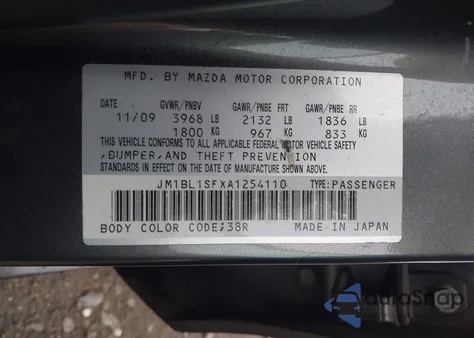 MFD. BY MAZDA MOTOR CORPORATION
DATE GVWR/PNBV GAWR/PNBE FRT GAWR/PNBE RR
11/09 3968 LB 2132 LB 1836 LB
1800 KG 967 KG 833 KG
THIS VEHICLE CONFORMS TO ALL APPLICABLE FEDERAL MOTOR VEHICLE SAFETY
,BUMPER,AND THEFT PREVENTION
STANDARDS IN EFFECT ON THE DATE OF MANUFACTURE SHOWN ABOVE.
JM1BL1SFXA1254110 TYPE:PASSENGER
BODY COLOR CODE;38R MADE IN JAPAN
AutoSnap